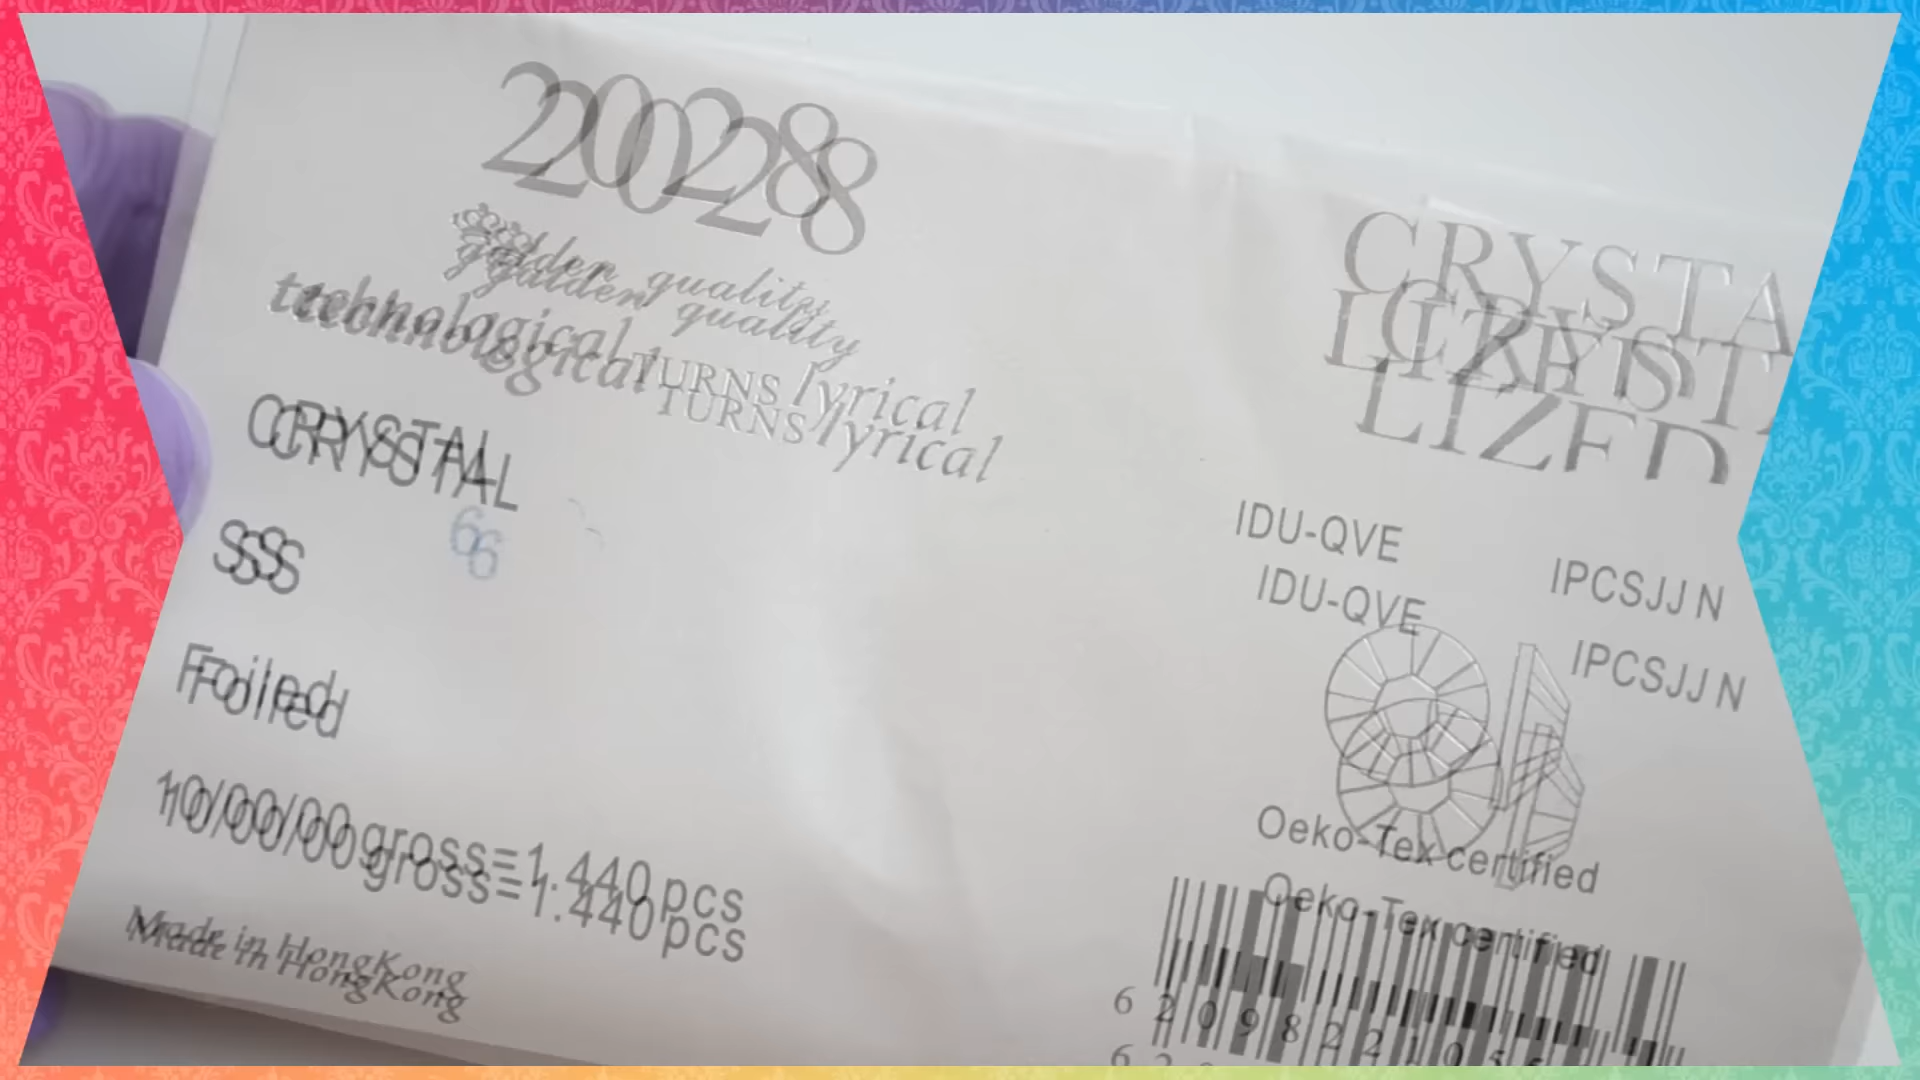 2028
golden quality
technological TURNS lyrical
CRYSTAL
SS
6
Foiled
10/00/00 gross=1.440 pcs
Made in HongKong
CRYSTA
LIZED
IDU-QVE
IPCSJJ N
Oeko-Tex certified